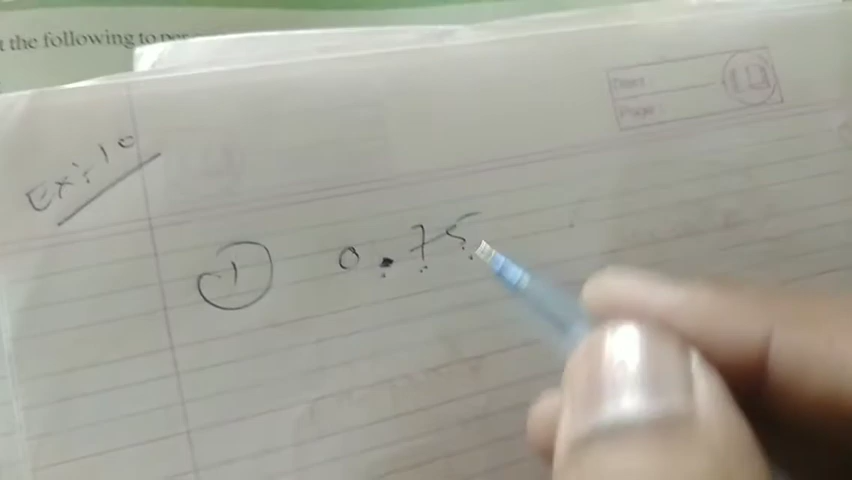 t the following to per
Date :
Page :
Ex:- 10
1 0.75